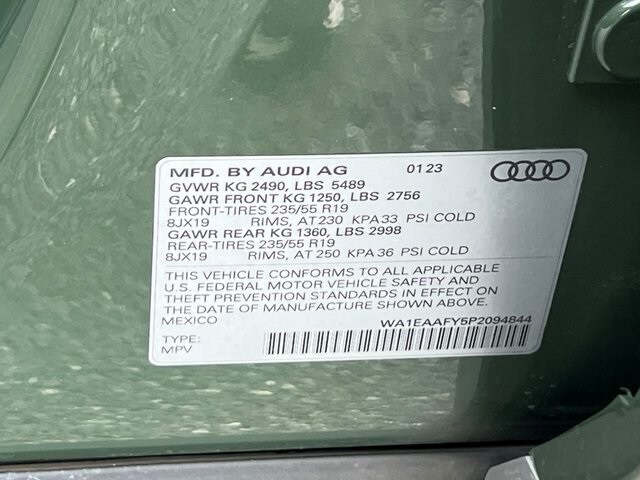 MFD. BY AUDI AG 01 23
GVWR KG 2490, LBS 5489
GAWR FRONT KG 1250, LBS 2756
FRONT-TIRES 235/55 R19
8JX19 RIMS, AT 230 KPA 33 PSI COLD
GAWR REAR KG 1360, LBS 2998
REAR-TIRES 235/55 R19
8JX19 RIMS, AT 250 KPA 36 PSI COLD
THIS VEHICLE CONFORMS TO ALL APPLICABLE
U.S. FEDERAL MOTOR VEHICLE SAFETY AND
THEFT PREVENTION STANDARDS IN EFFECT ON
THE DATE OF MANUFACTURE SHOWN ABOVE.
MEXICO WA1EAAFY5P2094844
TYPE:
MPV